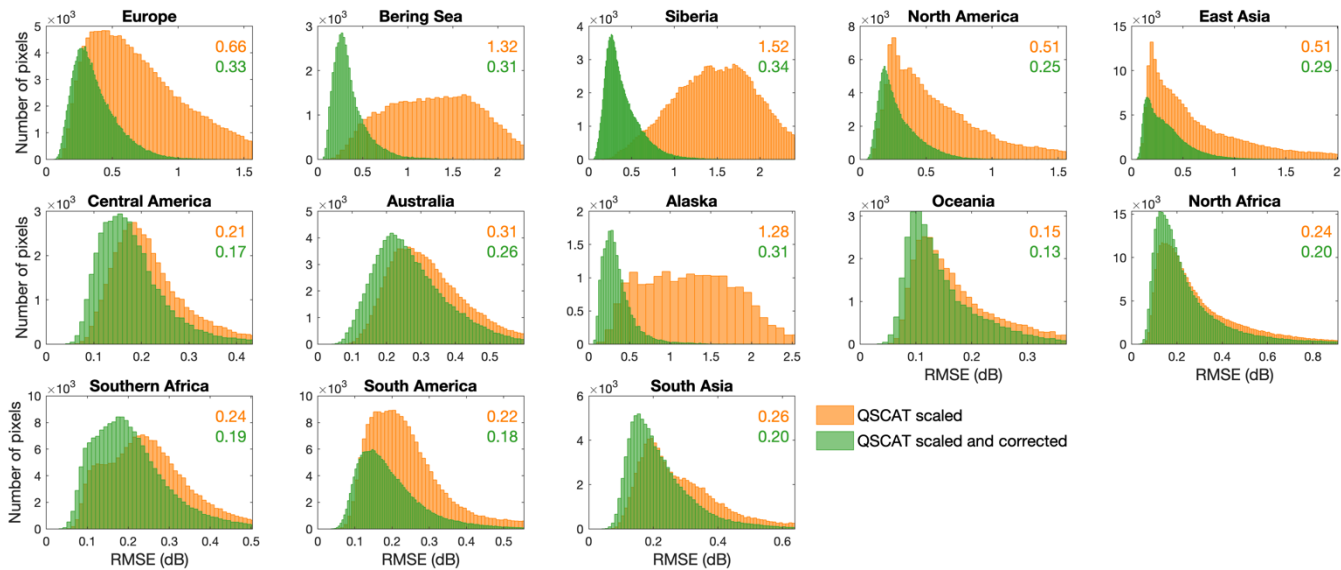 Europe
×10³
5
4
3
2
1
0
0 0.5 1 1.5
0.66
0.33
Number of pixels
Bering Sea
×10³
3
2
1
0
0 0.5 1 1.5 2
1.32
0.31
Siberia
×10³
4
3
2
1
0
0 0.5 1 1.5 2
1.52
0.34
North America
×10³
8
6
4
2
0
0 0.5 1 1.5
0.51
0.25
East Asia
×10³
15
10
5
0
0 0.5 1 1.5 2
0.51
0.29
Central America
×10³
3
2
1
0
0 0.1 0.2 0.3 0.4
0.21
0.17
Number of pixels
Australia
×10³
5
4
3
2
1
0
0 0.1 0.2 0.3 0.4 0.5
0.31
0.26
Alaska
×10³
2
1.5
1
0.5
0
0 0.5 1 1.5 2 2.5
1.28
0.31
Oceania
×10³
3
2
1
0
0 0.1 0.2 0.3
0.15
0.13
RMSE (dB)
North Africa
×10³
15
10
5
0
0 0.2 0.4 0.6 0.8
0.24
0.20
RMSE (dB)
Southern Africa
×10³
10
8
6
4
2
0
0 0.1 0.2 0.3 0.4 0.5
0.24
0.19
Number of pixels
RMSE (dB)
South America
×10³
10
8
6
4
2
0
0 0.1 0.2 0.3 0.4 0.5
0.22
0.18
RMSE (dB)
South Asia
×10³
6
4
2
0
0 0.2 0.4 0.6
0.26
0.20
RMSE (dB)
QSCAT scaled
QSCAT scaled and corrected